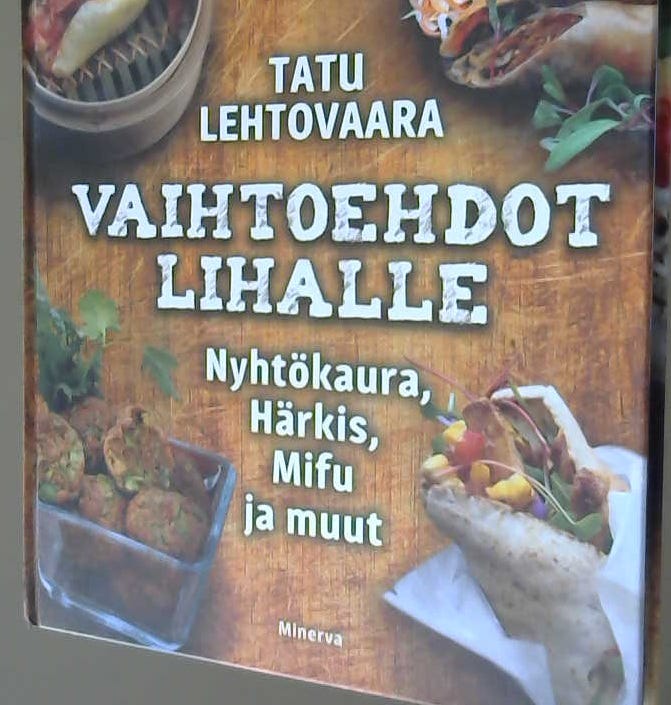 TATU
LEHTOVAARA
VAIHTOEHDOT
LIHALLE
Nyhtökaura,
Härkis,
Mifu
ja muut
Minerva